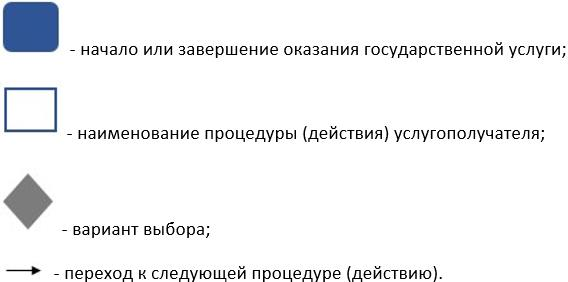 - начало или завершение оказания государственной услуги;
- наименование процедуры (действия) услугополучателя;
- вариант выбора;
- переход к следующей процедуре (действию).